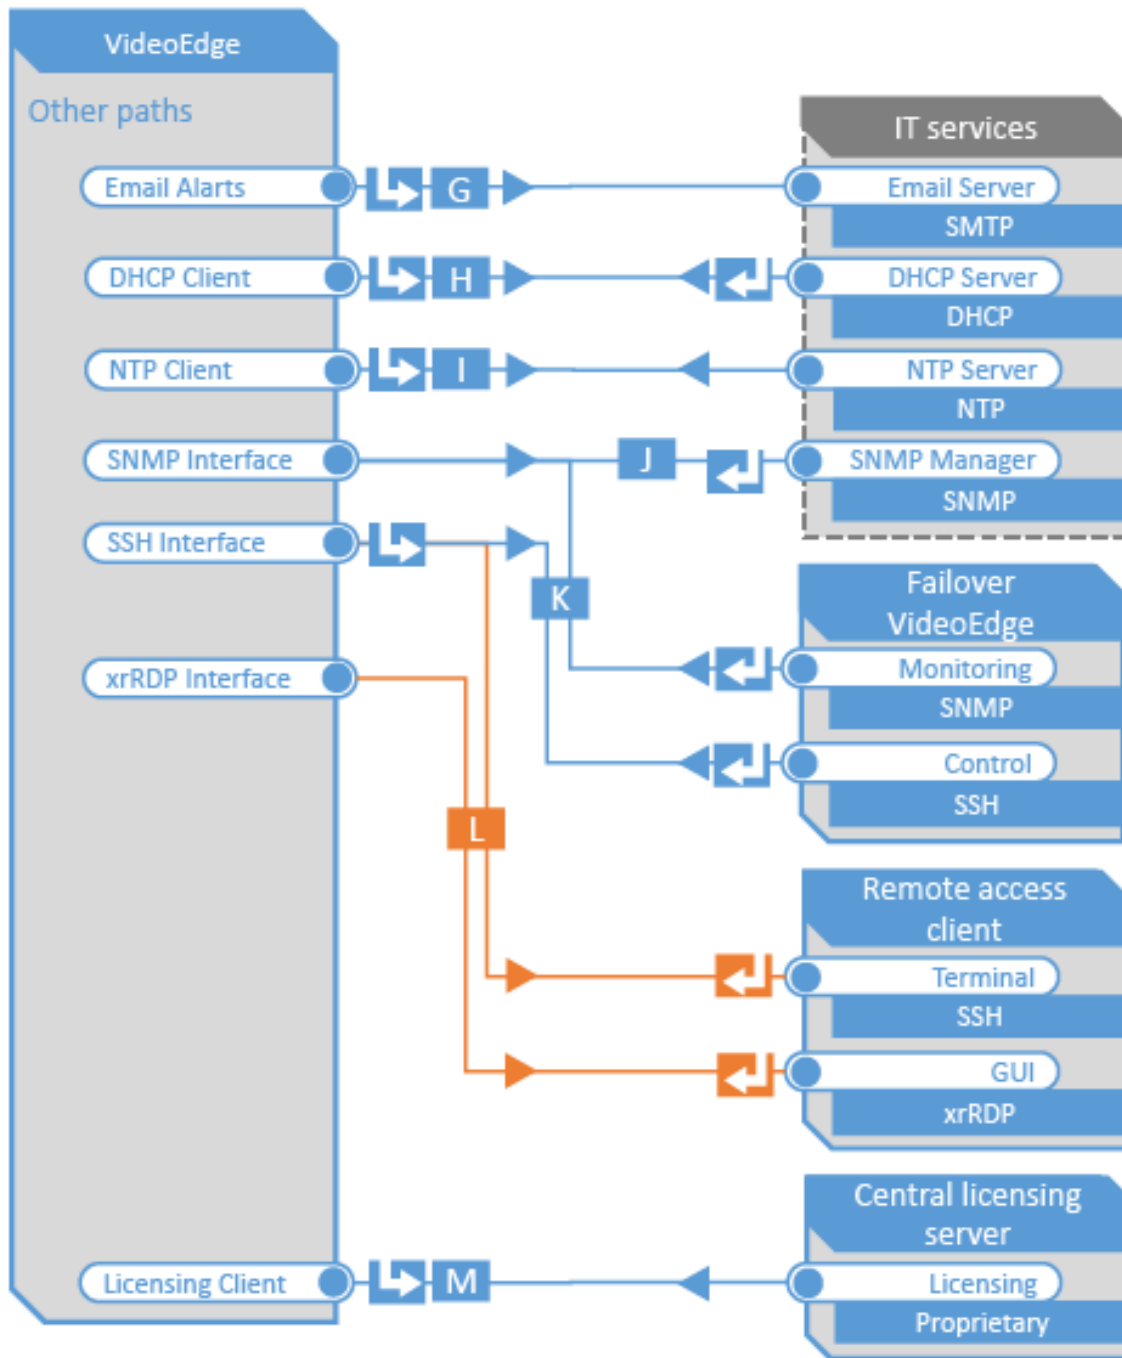 VideoEdge
Other paths
IT services
Email Alarts
G
Email Server
SMTP
DHCP Client
H
DHCP Server
DHCP
NTP Client
I
NTP Server
NTP
SNMP Interface
J
SNMP Manager
SNMP
SSH Interface
K
Failover
VideoEdge
xrRDP Interface
Monitoring
SNMP
Control
SSH
L
Remote access
client
Terminal
SSH
GUI
xrRDP
Central licensing
server
Licensing Client
M
Licensing
Proprietary